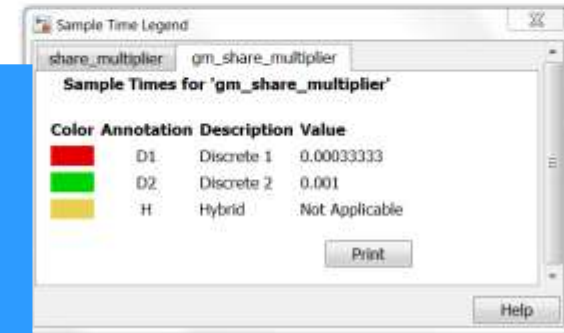 Sample Time Legend
share_multiplier gm_share_multiplier
Sample Times for 'gm_share_multiplier'
Color Annotation Description Value
D1 Discrete 1 0.00033333
D2 Discrete 2 0.001
H Hybrid Not Applicable
Print
Help